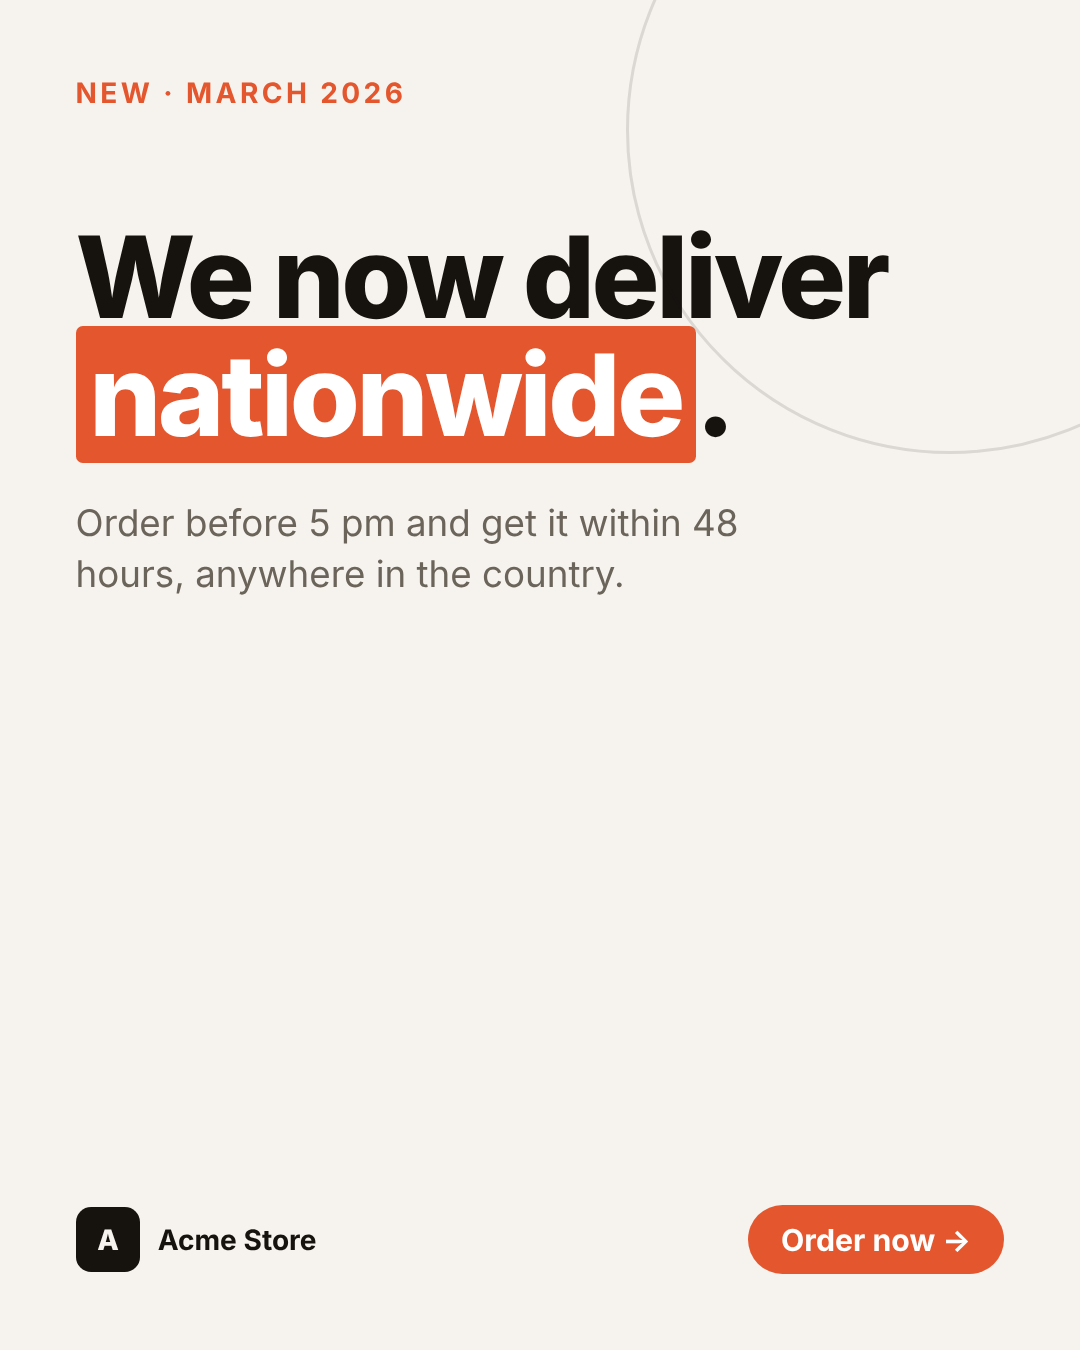 NEW · MARCH 2026
We now deliver
nationwide.
Order before 5 pm and get it within 48
hours, anywhere in the country.
A
Acme Store
Order now →